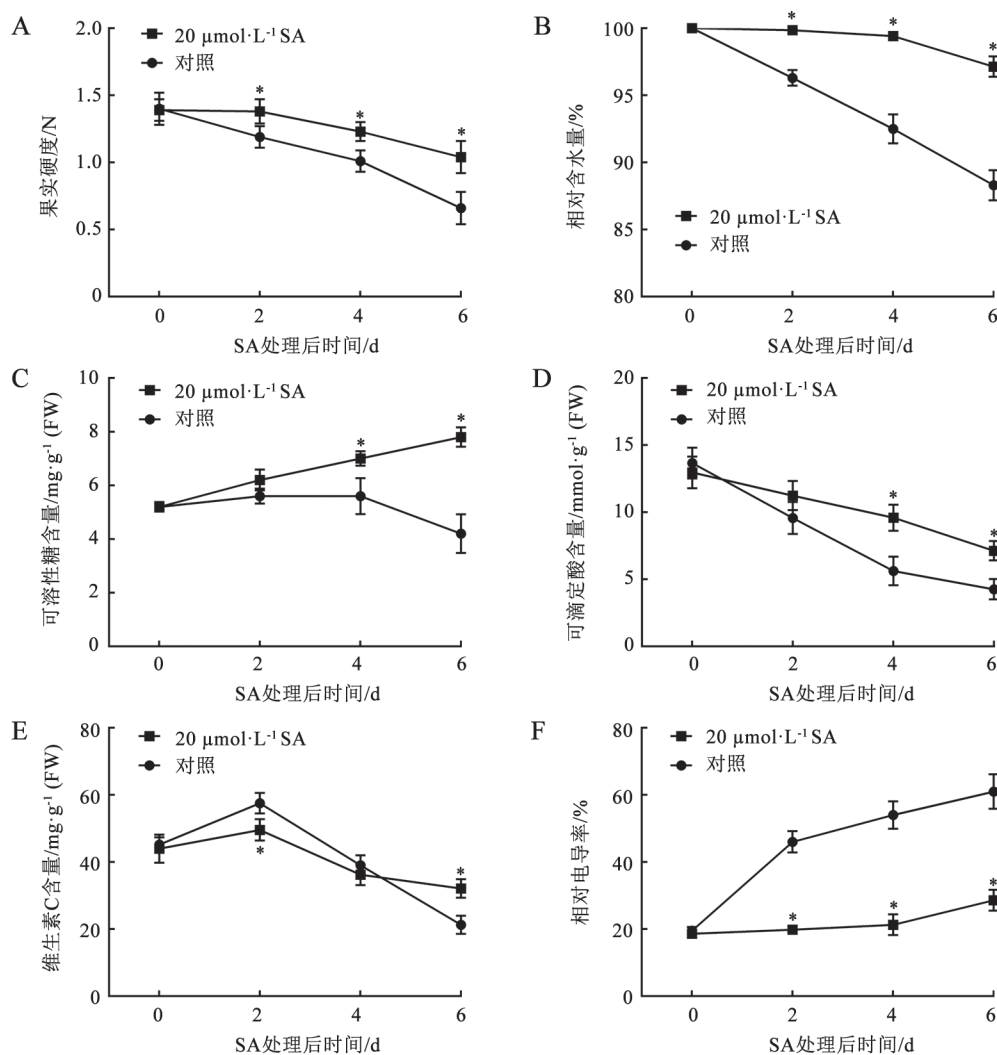 A
20 μmol·L⁻¹ SA
对照
果实硬度/N
2.0
1.5
1.0
0.5
0
* * *
0 2 4 6
SA处理后时间/d
B
20 μmol·L⁻¹ SA
对照
相对含水量/%
100
95
90
85
80
* * *
0 2 4 6
SA处理后时间/d
C
20 μmol·L⁻¹ SA
对照
可溶性糖含量/mg·g⁻¹ (FW)
10
8
6
4
2
0
* *
0 2 4 6
SA处理后时间/d
D
20 μmol·L⁻¹ SA
对照
可滴定酸含量/mmol·g⁻¹ (FW)
20
15
10
5
0
* *
0 2 4 6
SA处理后时间/d
E
20 μmol·L⁻¹ SA
对照
维生素C含量/mg·g⁻¹ (FW)
80
60
40
20
0
* *
0 2 4 6
SA处理后时间/d
F
20 μmol·L⁻¹ SA
对照
相对电导率/%
80
60
40
20
0
* * *
0 2 4 6
SA处理后时间/d